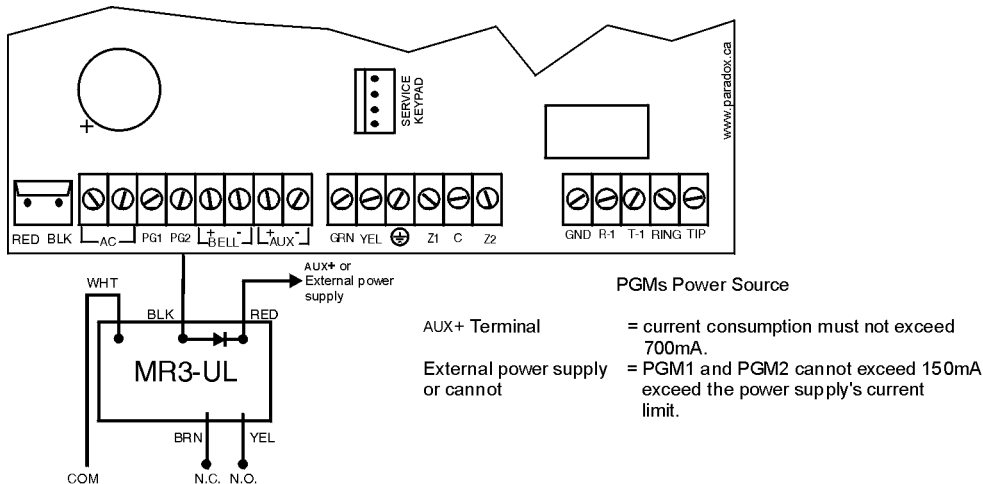 www.paradox.ca
SERVICE
KEYPAD
+
RED BLK AC PG1 PG2 + BELL - + AUX - GRN YEL Z1 C Z2 GND R-1 T-1 RING TIP
AUX+ or
External power
supply
WHT
BLK
RED
MR3-UL
BRN
YEL
COM
N.C. N.O.
PGMs Power Source
AUX+ Terminal = current consumption must not exceed
700mA.
External power supply = PGM1 and PGM2 cannot exceed 150mA
or cannot exceed the power supply's current
limit.